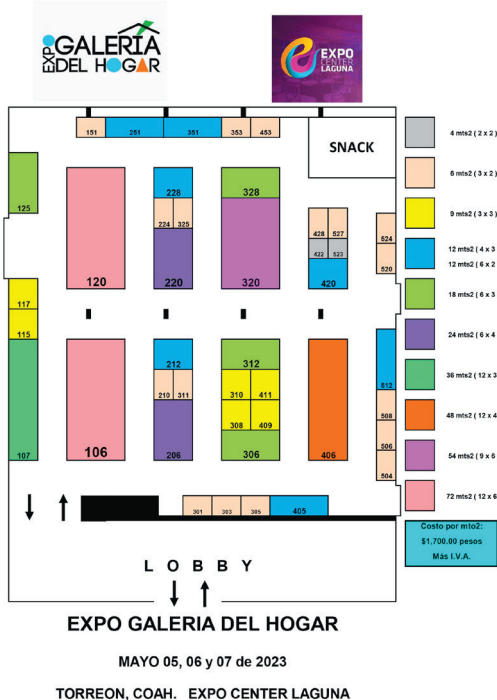 EXPO GALERÍA
DEL HOGAR
EXPO
CENTER
LAGUNA
151 251 351 353 453
SNACK
4 mts2 ( 2 x 2 )
6 mts2 ( 3 x 2 )
9 mts2 ( 3 x 3 )
12 mts2 ( 4 x 3
12 mts2 ( 6 x 2
18 mts2 ( 6 x 3
24 mts2 ( 6 x 4
36 mts2 ( 12 x 3
48 mts2 ( 12 x 4
54 mts2 ( 9 x 6
72 mts2 ( 12 x 6
125
228 328
224 325
428 527
422 523
524
520
120 220 320 420
117
115
212 312
210 311 310 411
308 409
612
508
506
504
107 106 206 306 406
301 303 305 405
Costo por mto2:
$1,700.00 pesos
Más I.V.A.
L O B B Y
EXPO GALERIA DEL HOGAR
MAYO 05, 06 y 07 de 2023
TORREON, COAH. EXPO CENTER LAGUNA